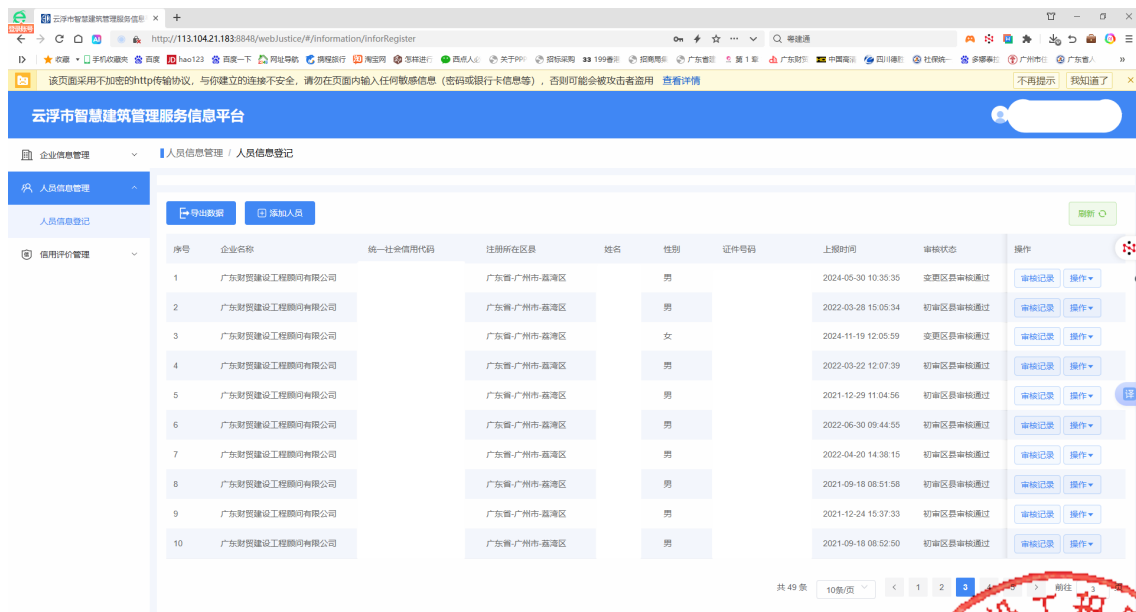 登录账号
云浮市智慧建筑管理服务信息
http://113.104.21.183:8848/webJustice/#/information/inforRegister
粤建通
收藏 手机收藏夹 百度 JD hao123 百度一下 网址导航 携程旅行 淘宝网 怎样进行 西点人 关于PPP 招标采购 33 199香港 招商局 广东省 第1章 广东财贸 中国南 四川德胜 社保统一 多哪泰 广州市 广东省人
该页面采用不加密的http传输协议，与你建立的连接不安全，请勿在页面内输入任何敏感信息（密码或银行卡信息等），否则可能会被攻击者盗用 查看详情 不再提示 我知道了
云浮市智慧建筑管理服务信息平台
企业信息管理
人员信息管理 / 人员信息登记
人员信息管理
人员信息登记
信用评价管理
导出数据 添加人员 刷新
序号 企业名称 统一社会信用代码 注册所在区县 姓名 性别 证件号码 上报时间 审核状态 操作
1 广东财贸建设工程顾问有限公司 广东省-广州市-荔湾区 男 2024-05-30 10:35:35 变更区县审核通过 审核记录 操作
2 广东财贸建设工程顾问有限公司 广东省-广州市-荔湾区 男 2022-03-28 15:05:34 初审区县审核通过 审核记录 操作
3 广东财贸建设工程顾问有限公司 广东省-广州市-荔湾区 女 2024-11-19 12:05:59 变更区县审核通过 审核记录 操作
4 广东财贸建设工程顾问有限公司 广东省-广州市-荔湾区 男 2022-03-22 12:07:39 初审区县审核通过 审核记录 操作
5 广东财贸建设工程顾问有限公司 广东省-广州市-荔湾区 男 2021-12-29 11:04:56 初审区县审核通过 审核记录 操作
6 广东财贸建设工程顾问有限公司 广东省-广州市-荔湾区 男 2022-06-30 09:44:55 初审区县审核通过 审核记录 操作
7 广东财贸建设工程顾问有限公司 广东省-广州市-荔湾区 男 2022-04-20 14:38:15 初审区县审核通过 审核记录 操作
8 广东财贸建设工程顾问有限公司 广东省-广州市-荔湾区 男 2021-09-18 08:51:58 初审区县审核通过 审核记录 操作
9 广东财贸建设工程顾问有限公司 广东省-广州市-荔湾区 男 2021-12-24 15:37:33 初审区县审核通过 审核记录 操作
10 广东财贸建设工程顾问有限公司 广东省-广州市-荔湾区 男 2021-09-18 08:52:50 初审区县审核通过 审核记录 操作
译
共 49 条 10条/页 1 2 3 4 5 前往 3 页